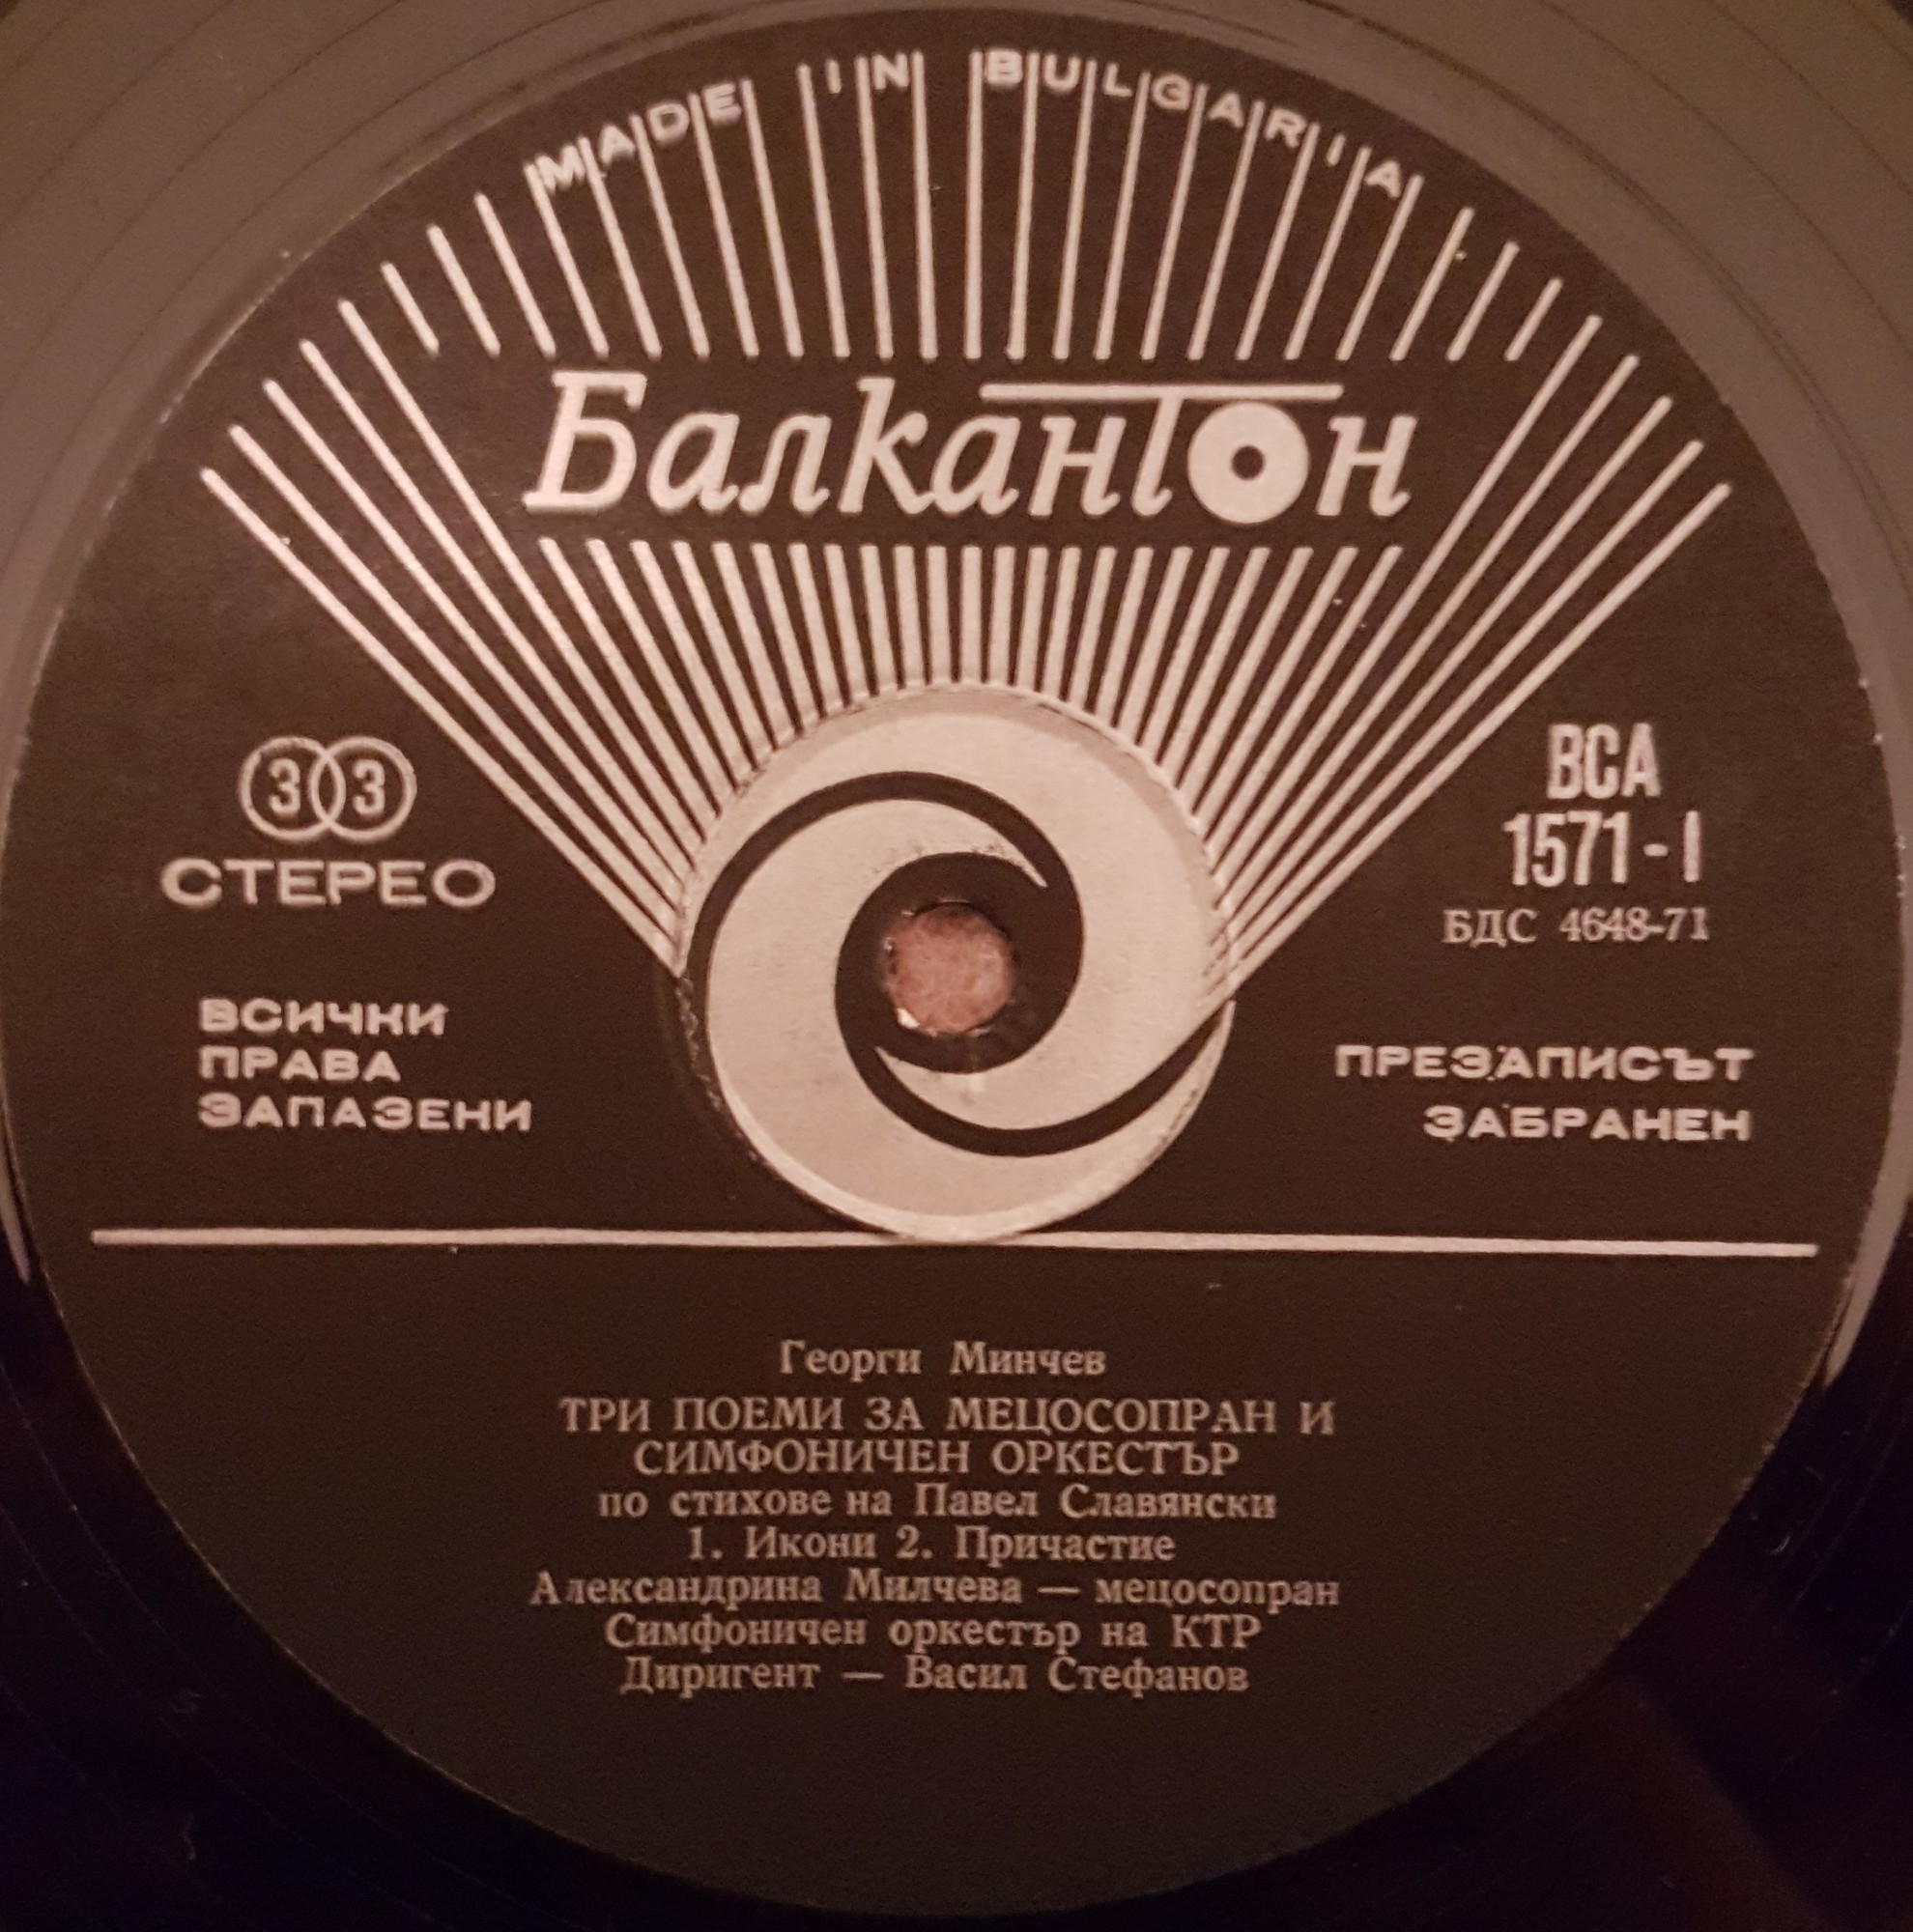 MADE IN BULGARIA
Балкантон
33
СТЕРЕО
ВСИЧКИ
ПРАВА
ЗАПАЗЕНИ
ВСА
1571-I
БДС 4648-71
ПРЕЗАПИСЪТ
ЗАБРАНЕН
Георги Минчев
ТРИ ПОЕМИ ЗА МЕЦОСОПРАН И
СИМФОНИЧЕН ОРКЕСТЪР
по стихове на Павел Славянски
1. Икони 2. Причастие
Александрина Милчева — мецосопран
Симфоничен оркестър на КТР
Диригент — Васил Стефанов